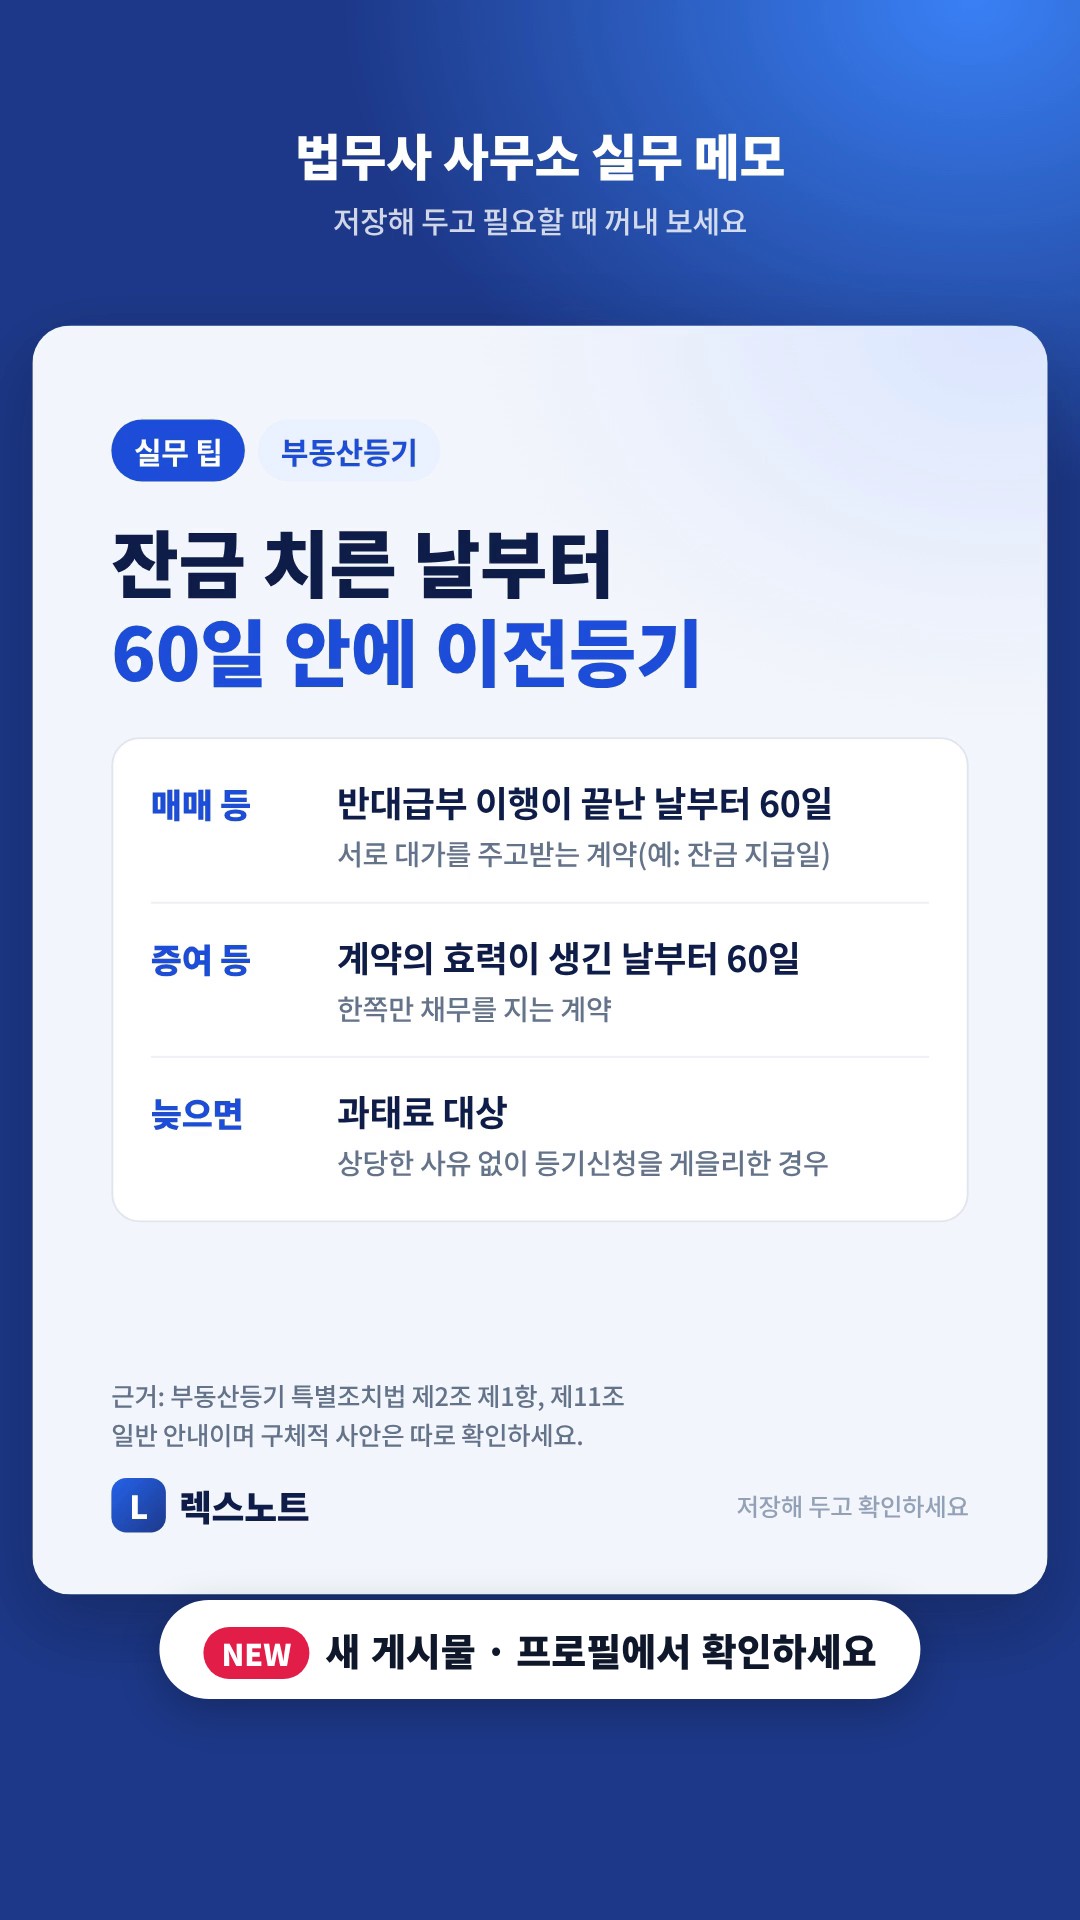 법무사 사무소 실무 메모
저장해 두고 필요할 때 꺼내 보세요
실무 팁 부동산등기
잔금 치른 날부터
60일 안에 이전등기
매매 등 반대급부 이행이 끝난 날부터 60일
서로 대가를 주고받는 계약(예: 잔금 지급일)
증여 등 계약의 효력이 생긴 날부터 60일
한쪽만 채무를 지는 계약
늦으면 과태료 대상
상당한 사유 없이 등기신청을 게을리한 경우
근거: 부동산등기 특별조치법 제2조 제1항, 제11조
일반 안내이며 구체적 사안은 따로 확인하세요.
L 렉스노트 저장해 두고 확인하세요
NEW 새 게시물 · 프로필에서 확인하세요